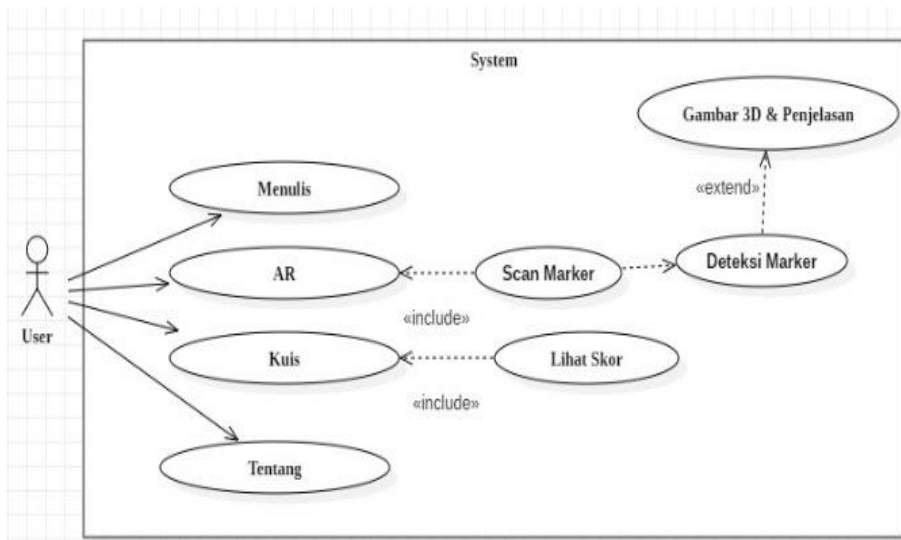 System
Gambar 3D & Penjelasan
«extend»
Menulis
AR
Scan Marker
Deteksi Marker
User
«include»
Kuis
Lihat Skor
«include»
Tentang